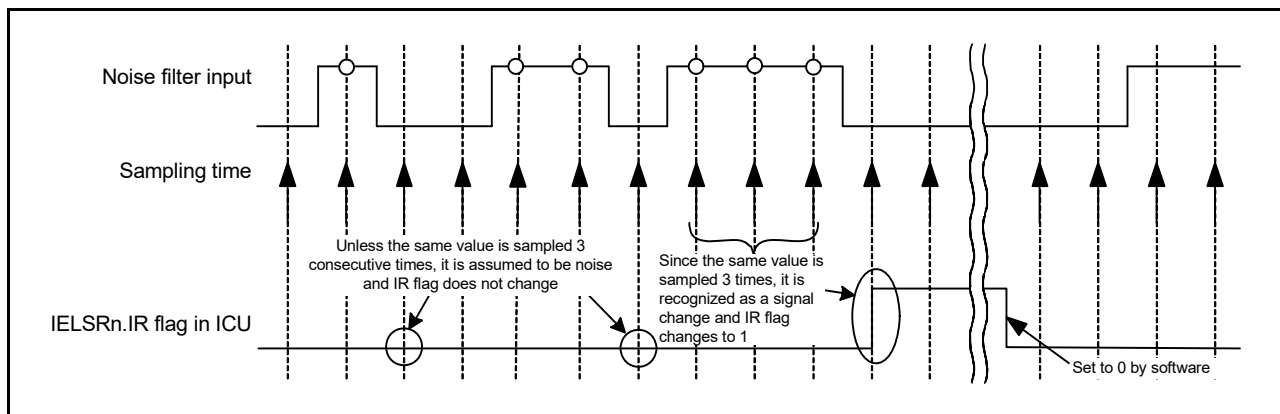 Noise filter input
Sampling time
Unless the same value is sampled 3
consecutive times, it is assumed to be noise
and IR flag does not change
Since the same value is
sampled 3 times, it is
recognized as a signal
change and IR flag
changes to 1
IELSRn.IR flag in ICU
Set to 0 by software